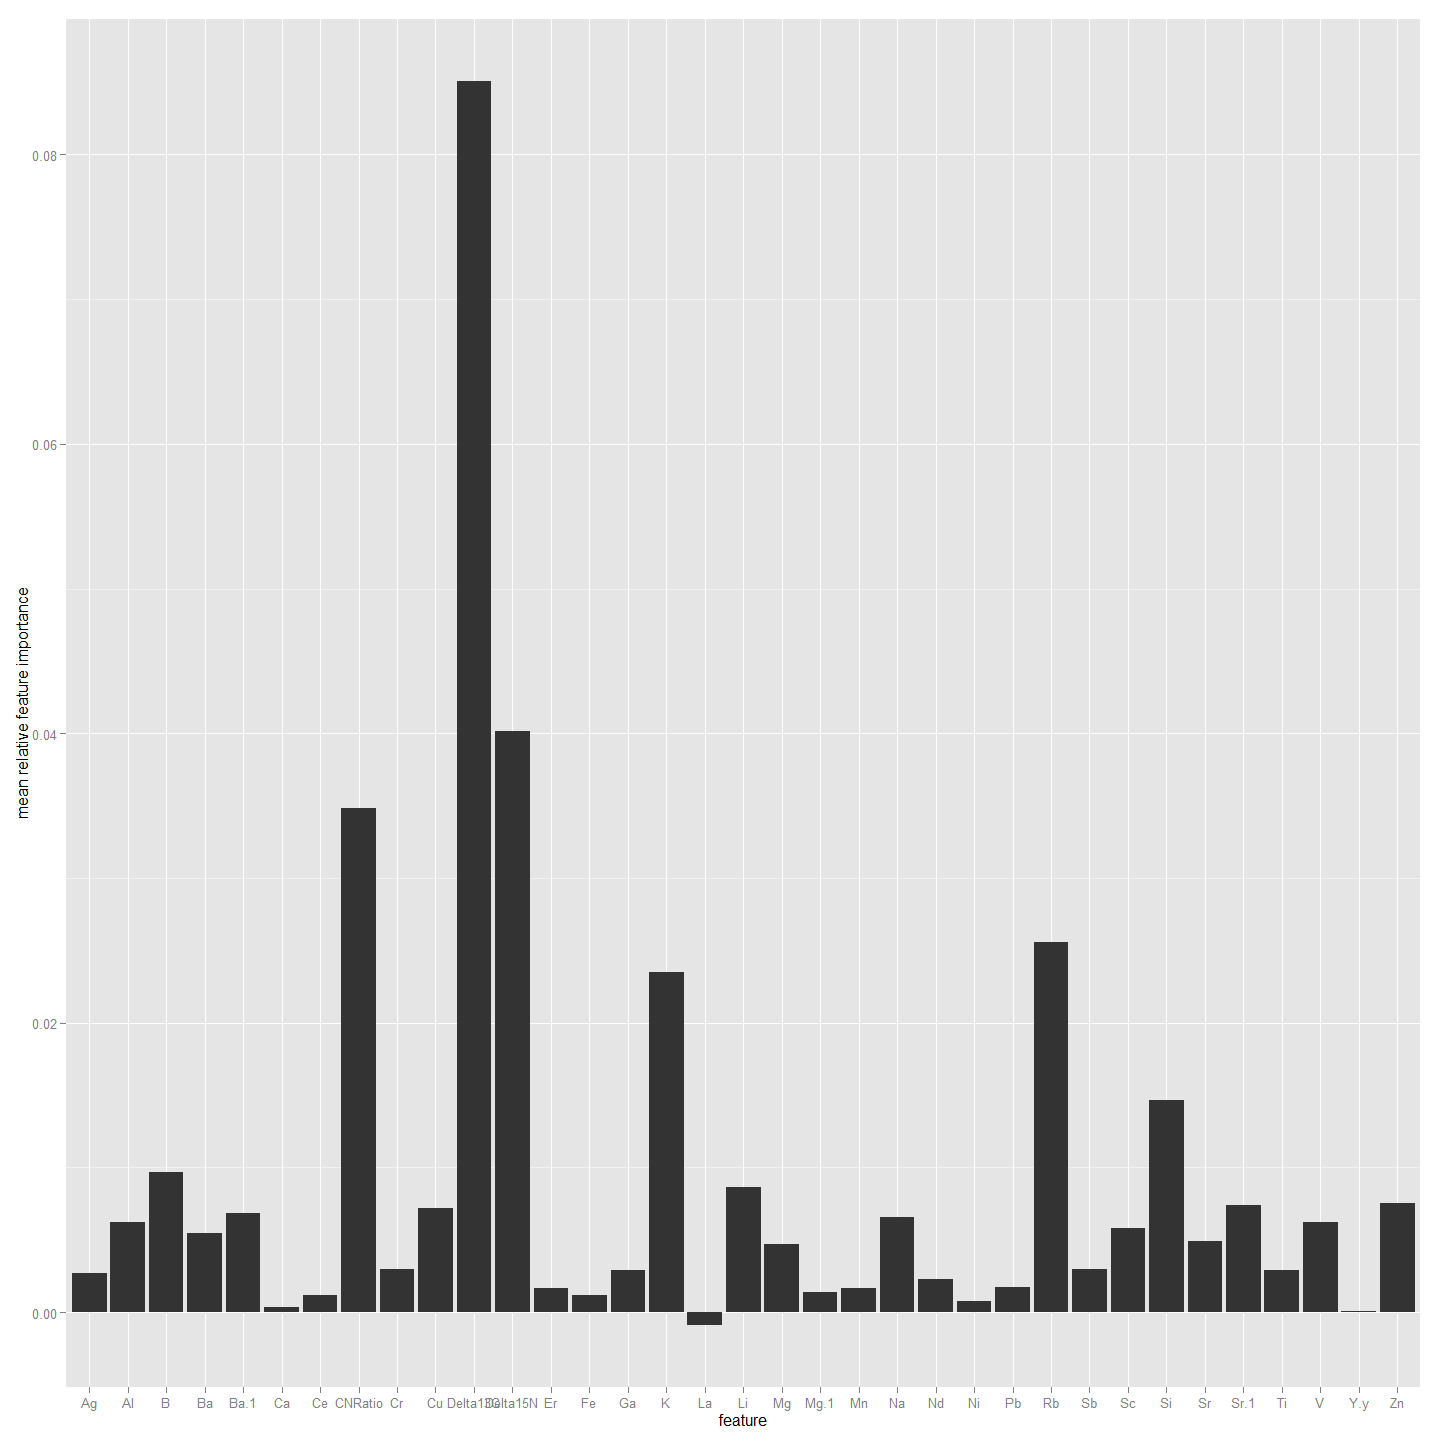 mean relative feature importance
0.08
0.06
0.04
0.02
0.00
Ag Al B Ba Ba.1 Ca Ce CNRatio Cr Cu Delta13C Delta15N Er Fe Ga K La Li Mg Mg.1 Mn Na Nd Ni Pb Rb Sb Sc Si Sr Sr.1 Ti V Y.y Zn
feature